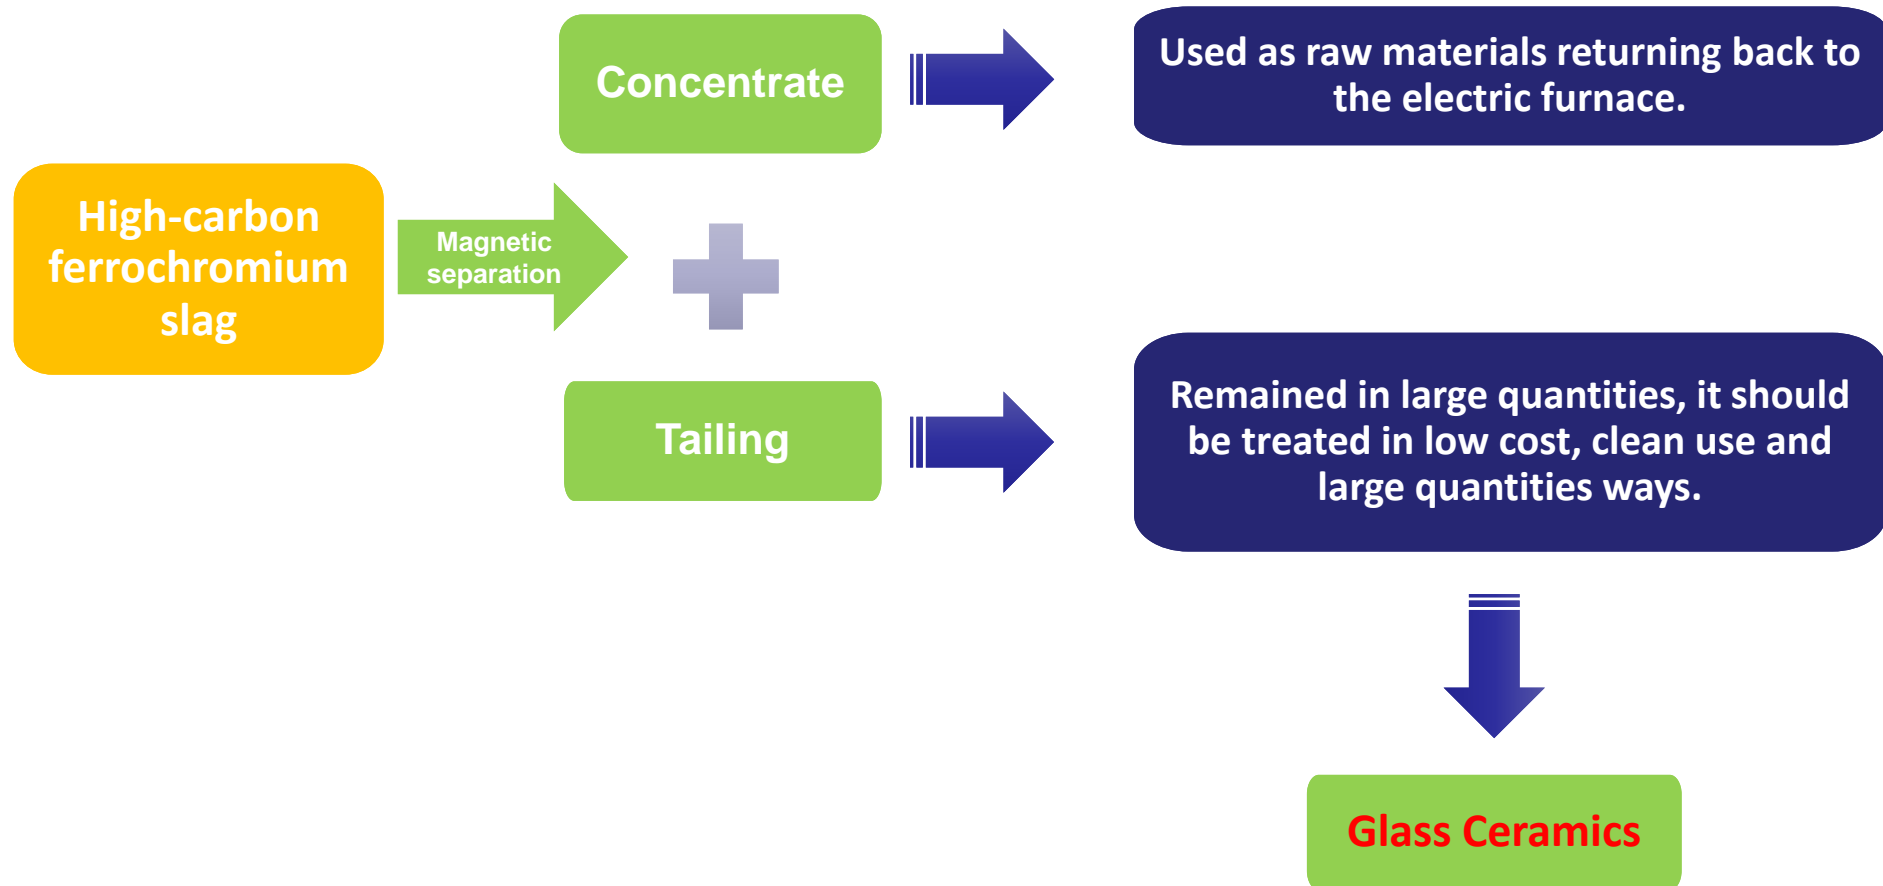 Concentrate
Used as raw materials returning back to
the electric furnace.
High-carbon
ferrochromium
slag
Magnetic
separation
Tailing
Remained in large quantities, it should
be treated in low cost, clean use and
large quantities ways.
Glass Ceramics